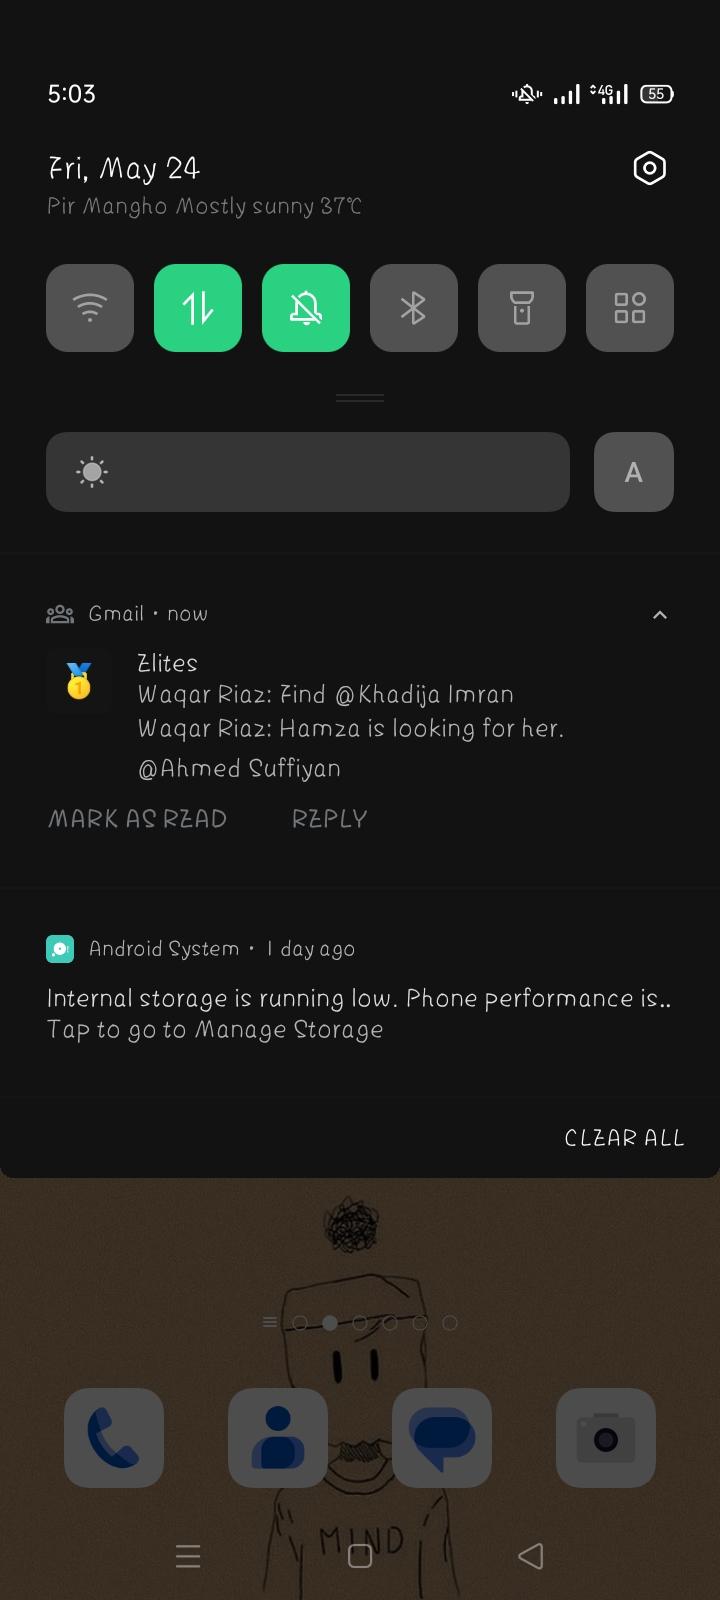 5:03
4G
55
Fri, May 24
Pir Mangho Mostly sunny 37℃
A
Gmail • now
Elites
Waqar Riaz: Find @Khadija Imran
Waqar Riaz: Hamza is looking for her.
@Ahmed Suffiyan
MARK AS READ REPLY
Android System • 1 day ago
Internal storage is running low. Phone performance is..
Tap to go to Manage Storage
CLEAR ALL
MIND